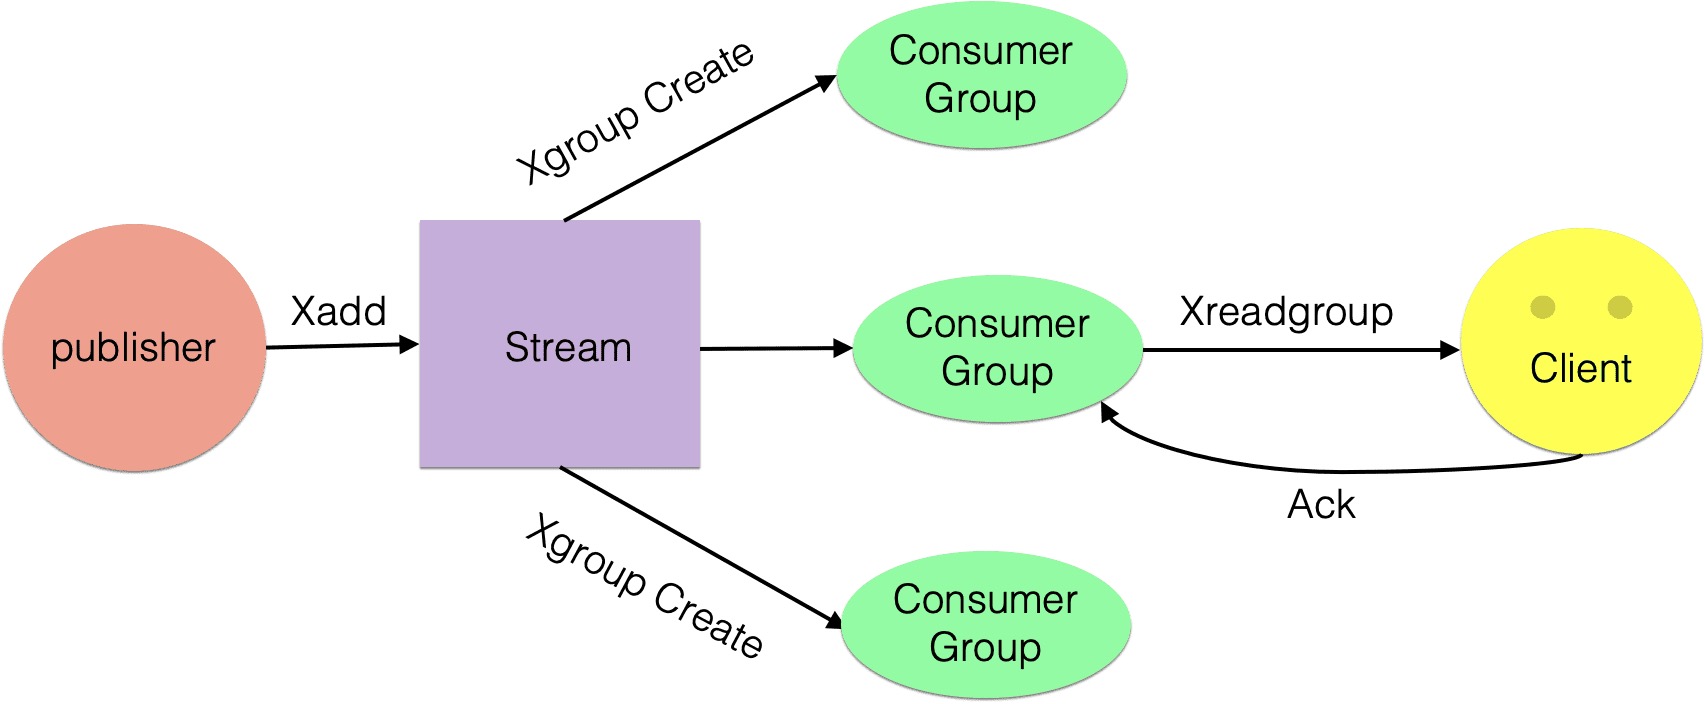 Consumer
Group
Xgroup Create
publisher
Xadd
Stream
Consumer
Group
Xreadgroup
Client
Ack
Xgroup Create
Consumer
Group